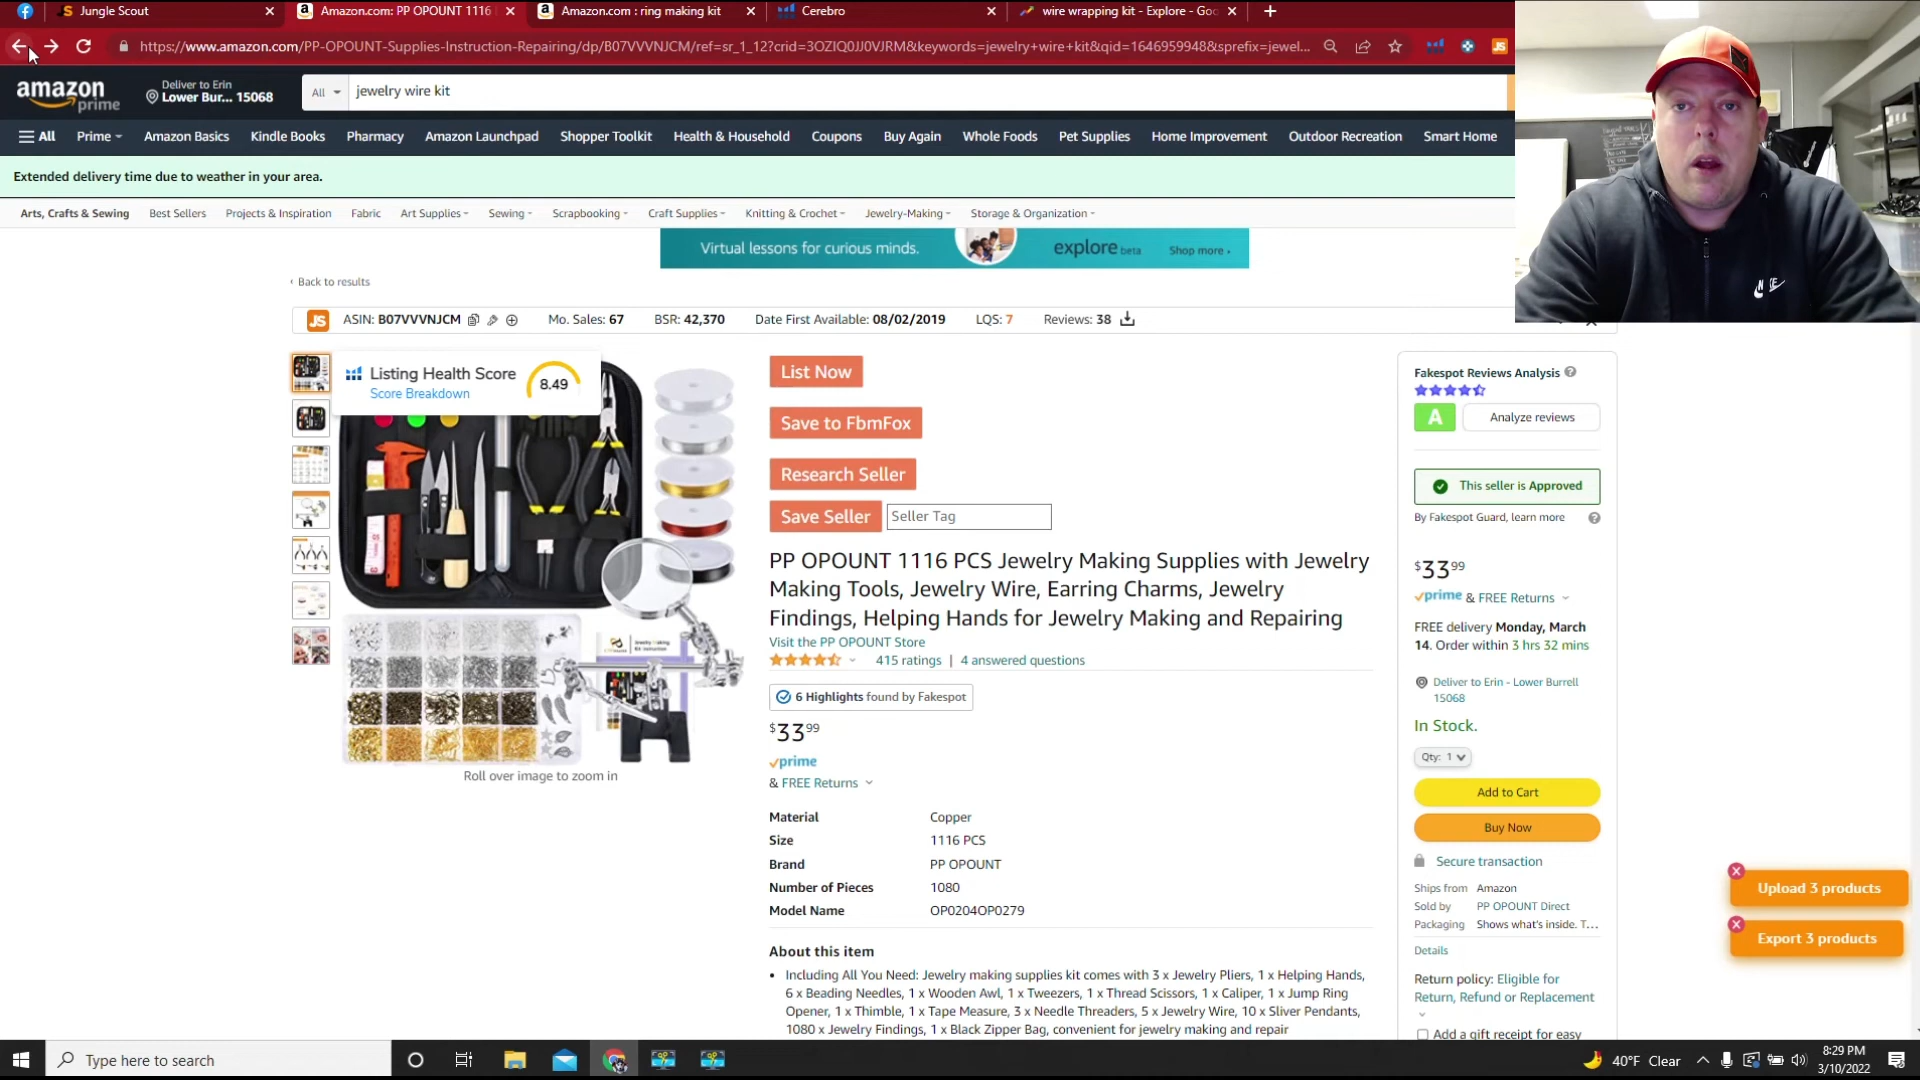 Jungle Scout
Amazon.com: PP OPOUNT 1116
Amazon.com : ring making kit
Cerebro
wire wrapping kit - Explore - Goo
https://www.amazon.com/PP-OPOUNT-Supplies-Instruction-Repairing/dp/B07VVVNJCM/ref=sr_1_12?crid=3OZIQ0JJ0VJRM&keywords=jewelry+wire+kit&qid=1646959948&sprefix=jewel...
amazon prime
Deliver to Erin
Lower Bur... 15068
All
jewelry wire kit
All
Prime
Amazon Basics
Kindle Books
Pharmacy
Amazon Launchpad
Shopper Toolkit
Health & Household
Coupons
Buy Again
Whole Foods
Pet Supplies
Home Improvement
Outdoor Recreation
Smart Home
Extended delivery time due to weather in your area.
Arts, Crafts & Sewing
Best Sellers
Projects & Inspiration
Fabric
Art Supplies
Sewing
Scrapbooking
Craft Supplies
Knitting & Crochet
Jewelry-Making
Storage & Organization
Virtual lessons for curious minds.
explore beta
Shop more ›
‹ Back to results
JS
ASIN: B07VVVNJCM
Mo. Sales: 67
BSR: 42,370
Date First Available: 08/02/2019
LQS: 7
Reviews: 38
Listing Health Score
Score Breakdown
8.49
Roll over image to zoom in
List Now
Save to FbmFox
Research Seller
Save Seller
Seller Tag
PP OPOUNT 1116 PCS Jewelry Making Supplies with Jewelry
Making Tools, Jewelry Wire, Earring Charms, Jewelry
Findings, Helping Hands for Jewelry Making and Repairing
Visit the PP OPOUNT Store
415 ratings | 4 answered questions
6 Highlights found by Fakespot
$33 99
prime
& FREE Returns
Material Copper
Size 1116 PCS
Brand PP OPOUNT
Number of Pieces 1080
Model Name OP0204OP0279
About this item
• Including All You Need: Jewelry making supplies kit comes with 3 x Jewelry Pliers, 1 x Helping Hands,
6 x Beading Needles, 1 x Wooden Awl, 1 x Tweezers, 1 x Thread Scissors, 1 x Caliper, 1 x Jump Ring
Opener, 1 x Thimble, 1 x Tape Measure, 3 x Needle Threaders, 5 x Jewelry Wire, 10 x Sliver Pendants,
1080 x Jewelry Findings, 1 x Black Zipper Bag, convenient for jewelry making and repair
Fakespot Reviews Analysis
A
Analyze reviews
This seller is Approved
By Fakespot Guard, learn more
$33 99
prime & FREE Returns
FREE delivery Monday, March
14. Order within 3 hrs 32 mins
Deliver to Erin - Lower Burrell
15068
In Stock.
Qty: 1
Add to Cart
Buy Now
Secure transaction
Ships from Amazon
Sold by PP OPOUNT Direct
Packaging Shows what's inside. T...
Details
Return policy: Eligible for
Return, Refund or Replacement
Add a gift receipt for easy
Upload 3 products
Export 3 products
Type here to search
40°F Clear
8:29 PM
3/10/2022